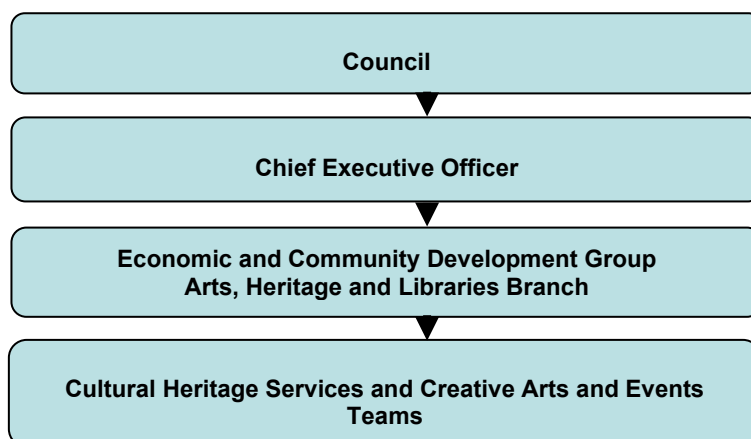 Council
Chief Executive Officer
Economic and Community Development Group
Arts, Heritage and Libraries Branch
Cultural Heritage Services and Creative Arts and Events
Teams